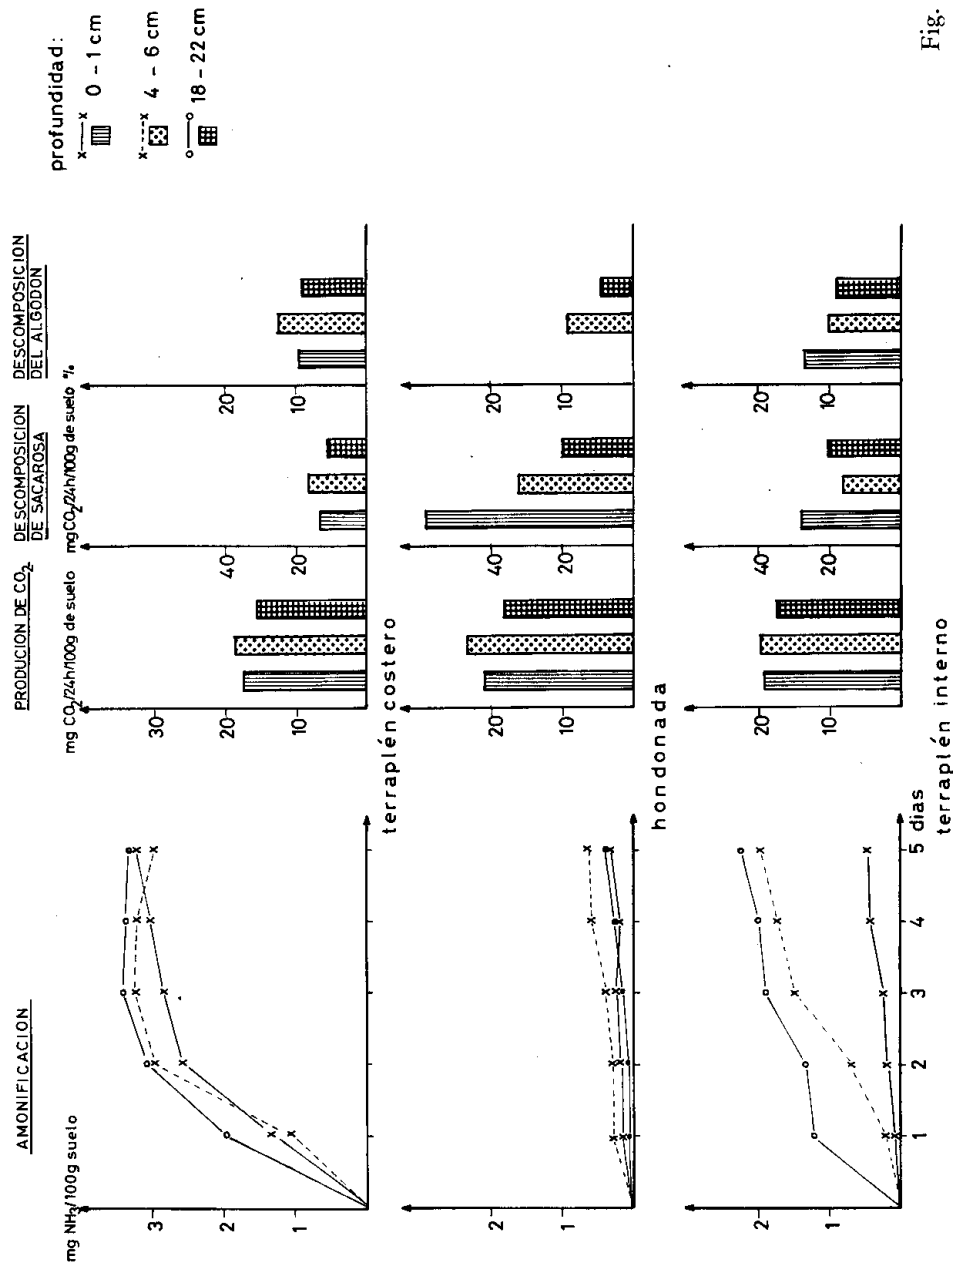 AMONIFICACION
PRODUCION DE CO2
DESCOMPOSICION
DE SACAROSA
DESCOMPOSICION
DEL ALGODON
profundidad:
x——x 0 - 1 cm
x----x 4 - 6 cm
o——o 18 - 22 cm
mg NH3/100g suelo
mg CO2/24h/100g de suelo
mg CO2/24h/100g de suelo
%
3
2
1
30
20
10
40
20
20
10
terraplén costero
1
20
10
40
20
20
10
hondonada
2
1
1
2
3
4
5
dias
20
10
40
20
20
10
terraplén interno
Fig.